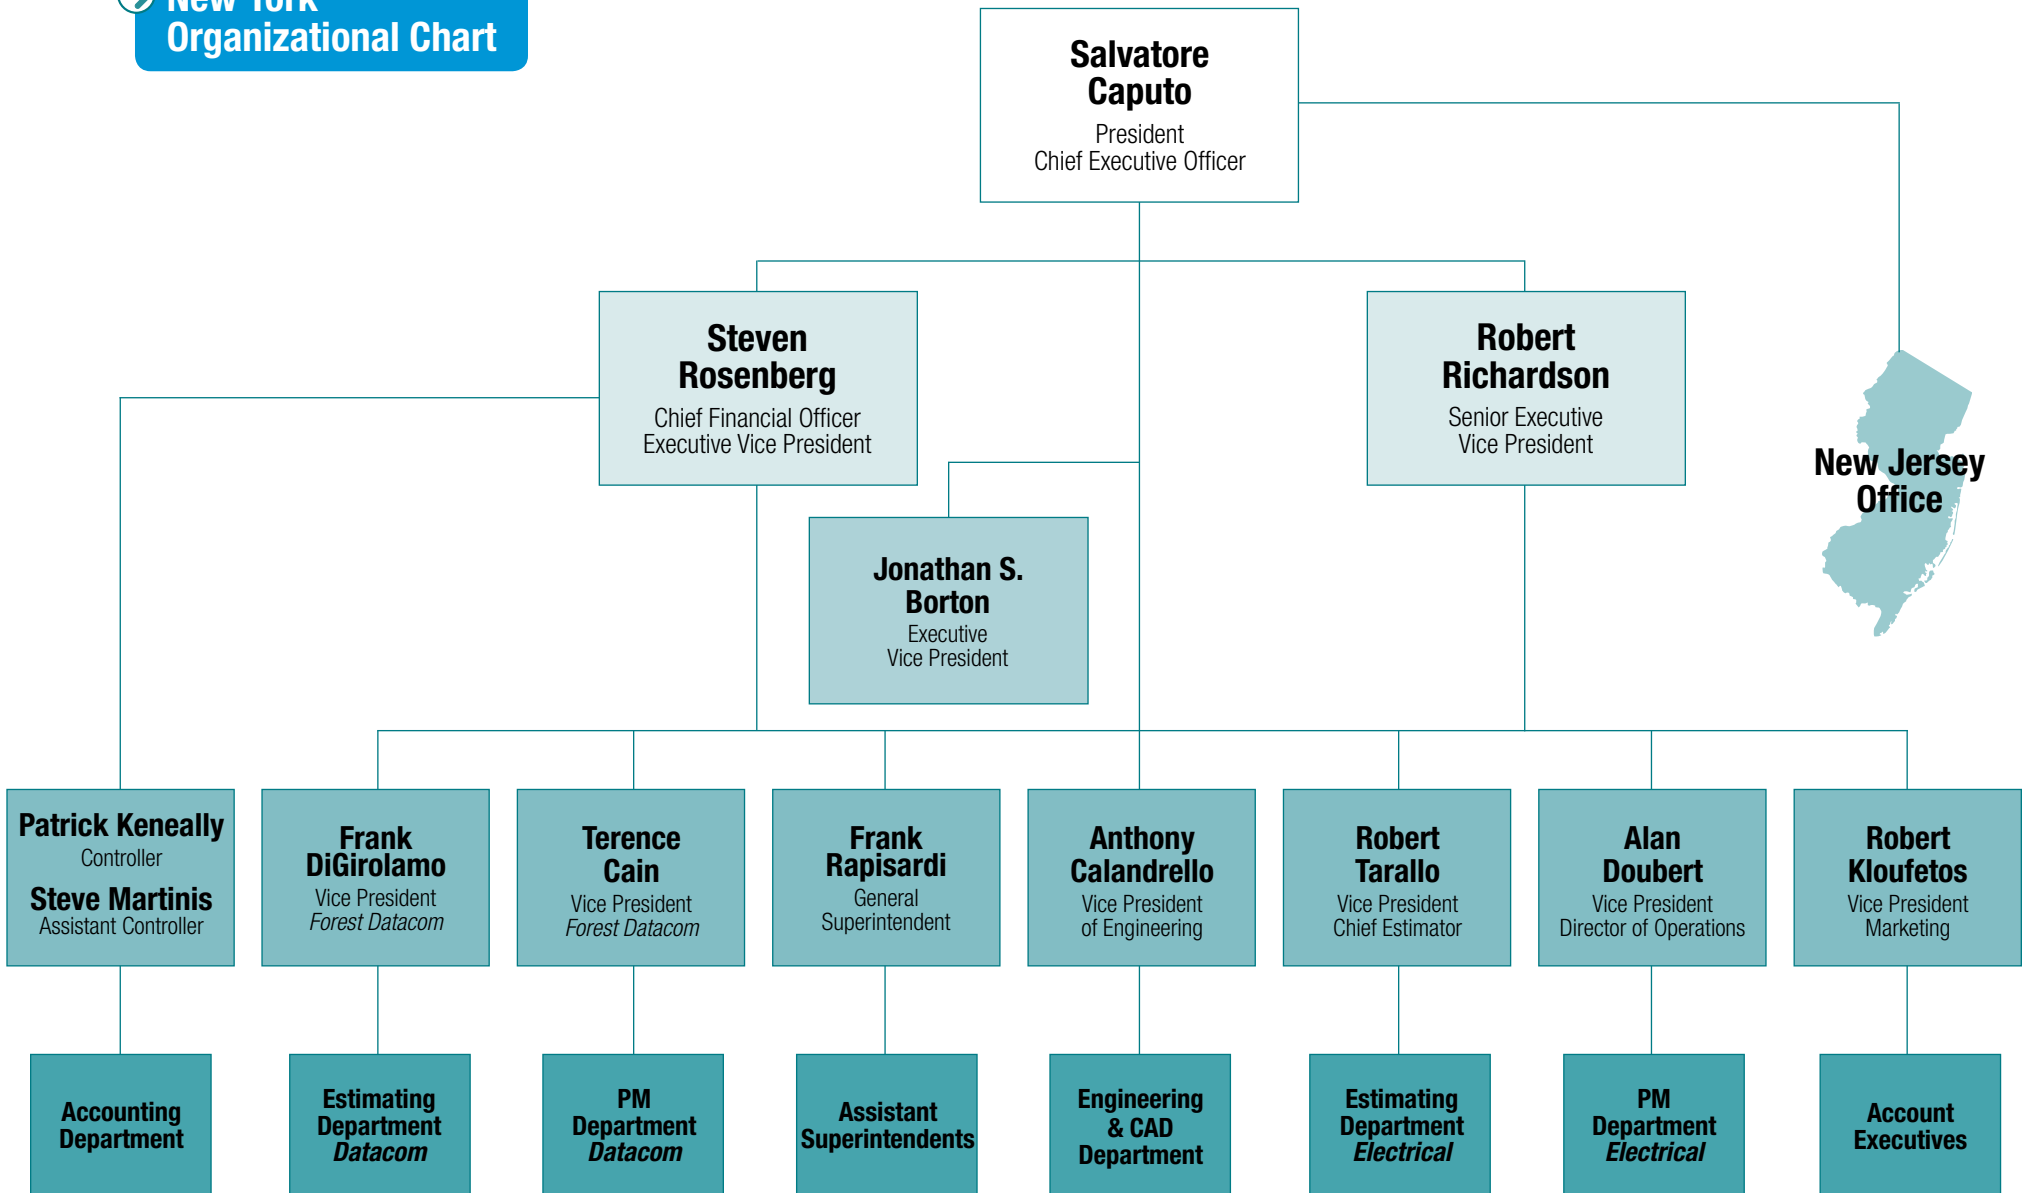 New York
Organizational Chart
Salvatore
Caputo
President
Chief Executive Officer
Steven
Rosenberg
Chief Financial Officer
Executive Vice President
Robert
Richardson
Senior Executive
Vice President
New Jersey
Office
Jonathan S.
Borton
Executive
Vice President
Patrick Keneally
Controller
Steve Martinis
Assistant Controller
Frank
DiGirolamo
Vice President
Forest Datacom
Terence
Cain
Vice President
Forest Datacom
Frank
Rapisardi
General
Superintendent
Anthony
Calandrello
Vice President
of Engineering
Robert
Tarallo
Vice President
Chief Estimator
Alan
Doubert
Vice President
Director of Operations
Robert
Kloufetos
Vice President
Marketing
Accounting
Department
Estimating
Department
Datacom
PM
Department
Datacom
Assistant
Superintendents
Engineering
& CAD
Department
Estimating
Department
Electrical
PM
Department
Electrical
Account
Executives